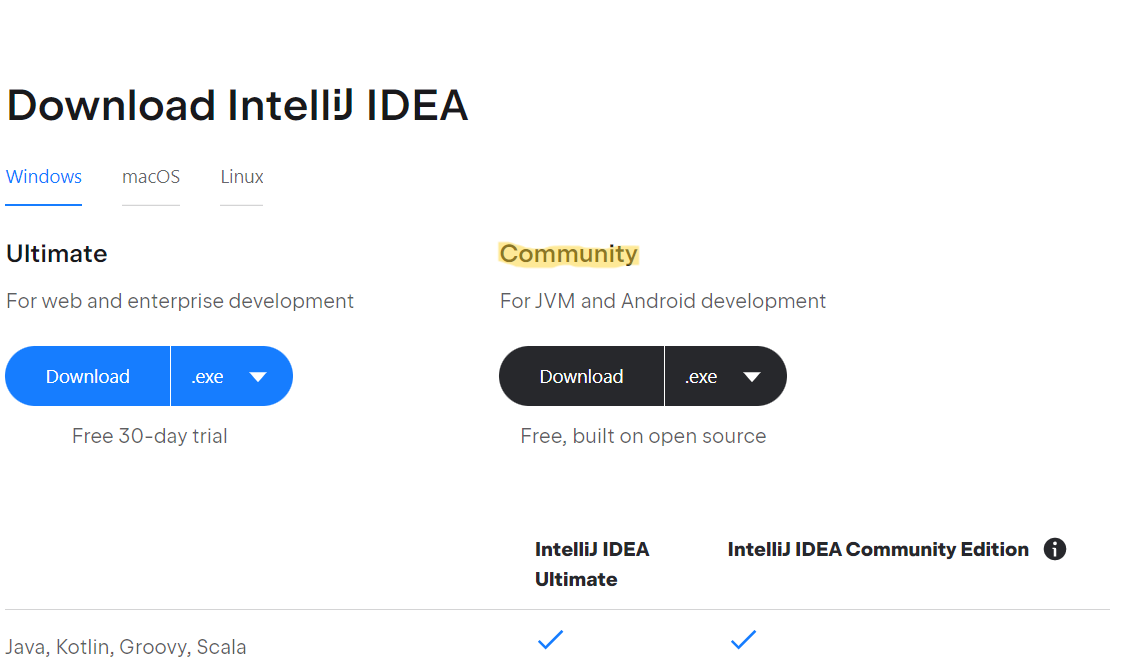 Download IntelliJ IDEA
Windows macOS Linux
Ultimate
For web and enterprise development
Download .exe
Free 30-day trial
Community
For JVM and Android development
Download .exe
Free, built on open source
IntelliJ IDEA
Ultimate
IntelliJ IDEA Community Edition
Java, Kotlin, Groovy, Scala